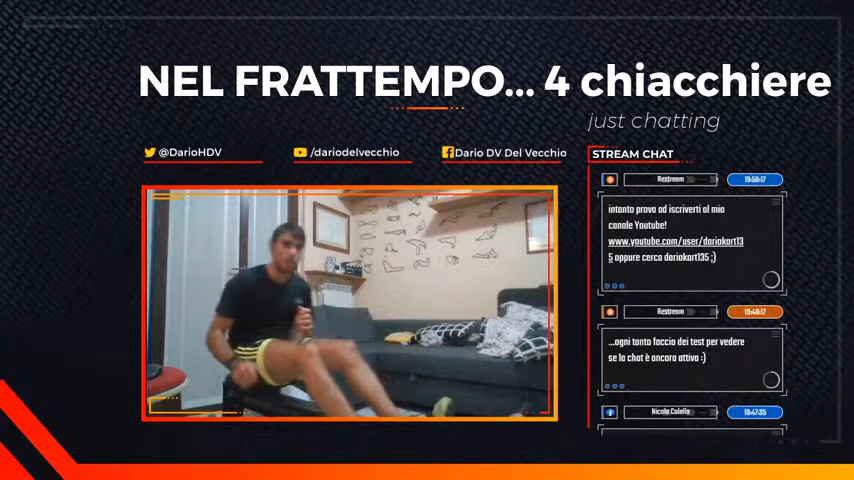 NEL FRATTEMPO... 4 chiacchiere
just chatting
@DarioHDV
/dariodelvecchio
Dario DV Del Vecchio
STREAM CHAT
Restream
19:50:17
intanto prova ad iscriverti al mio
canale Youtube!
www.youtube.com/user/dariokart13
5 oppure cerca dariokart135 ;)
Restream
19:48:17
...ogni tanto faccio dei test per vedere
se la chat è ancora attiva :)
Nicola Colella
19:47:35